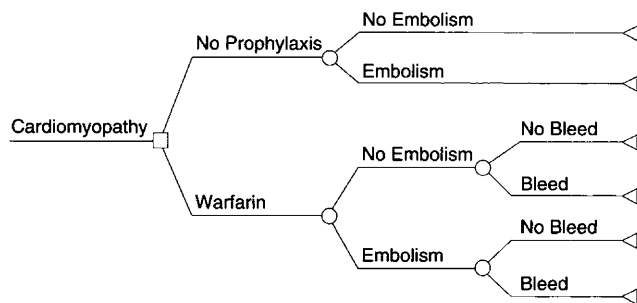 No Embolism
No Prophylaxis
Embolism
Cardiomyopathy
No Bleed
No Embolism
Bleed
Warfarin
No Bleed
Embolism
Bleed